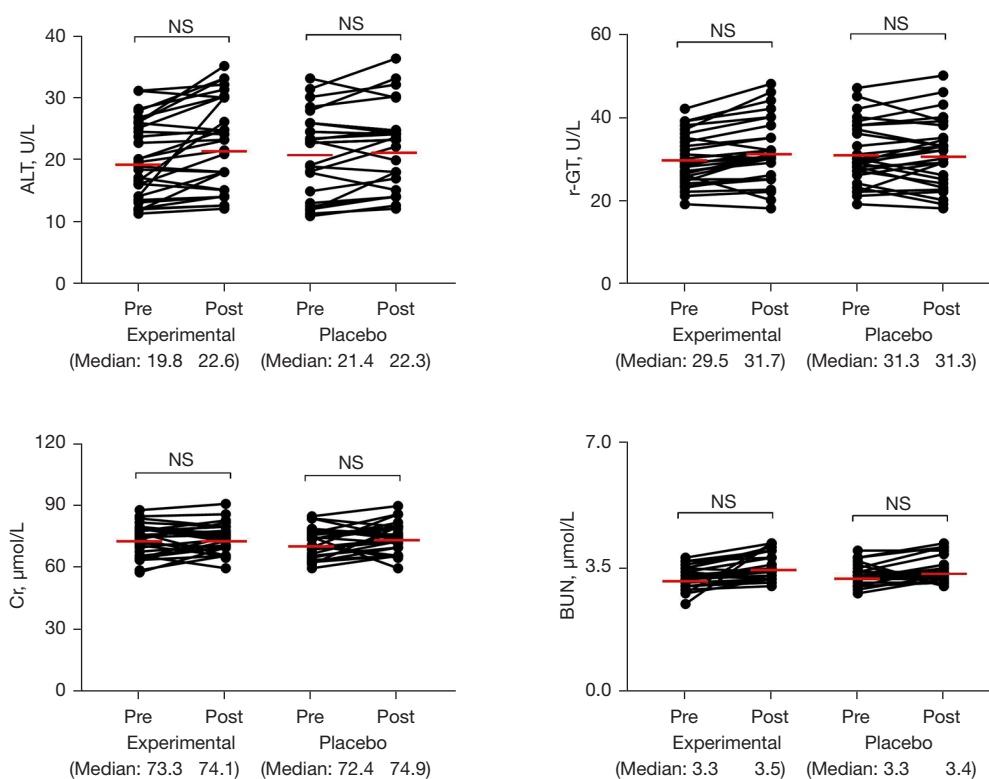 NS NS
40
30
20
10
0
ALT, U/L
Pre Post Pre Post
Experimental Placebo
(Median: 19.8 22.6) (Median: 21.4 22.3)
NS NS
60
40
20
0
r-GT, U/L
Pre Post Pre Post
Experimental Placebo
(Median: 29.5 31.7) (Median: 31.3 31.3)
120
NS NS
90
60
30
0
Cr, µmol/L
Pre Post Pre Post
Experimental Placebo
(Median: 73.3 74.1) (Median: 72.4 74.9)
7.0
NS NS
3.5
0.0
BUN, µmol/L
Pre Post Pre Post
Experimental Placebo
(Median: 3.3 3.5) (Median: 3.3 3.4)